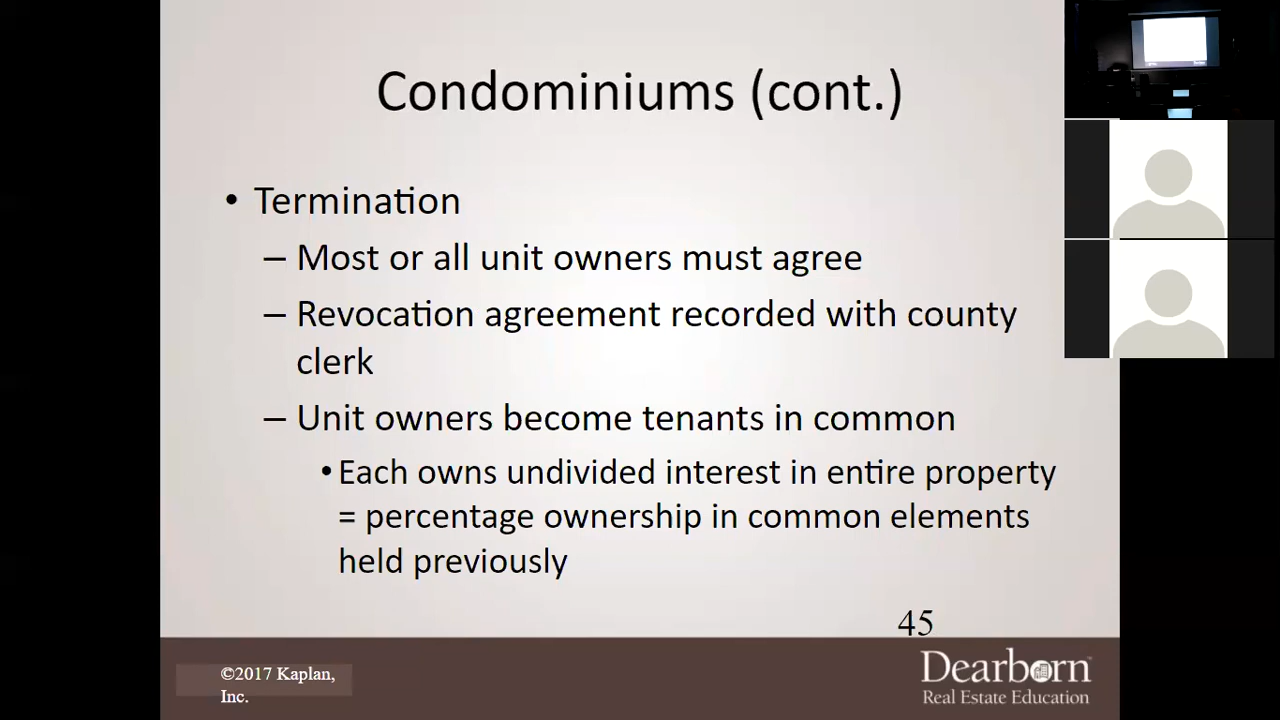 Condominiums (cont.)
• Termination
– Most or all unit owners must agree
– Revocation agreement recorded with county
clerk
– Unit owners become tenants in common
• Each owns undivided interest in entire property
= percentage ownership in common elements
held previously
45
©2017 Kaplan,
Inc.
Dearborn
Real Estate Education